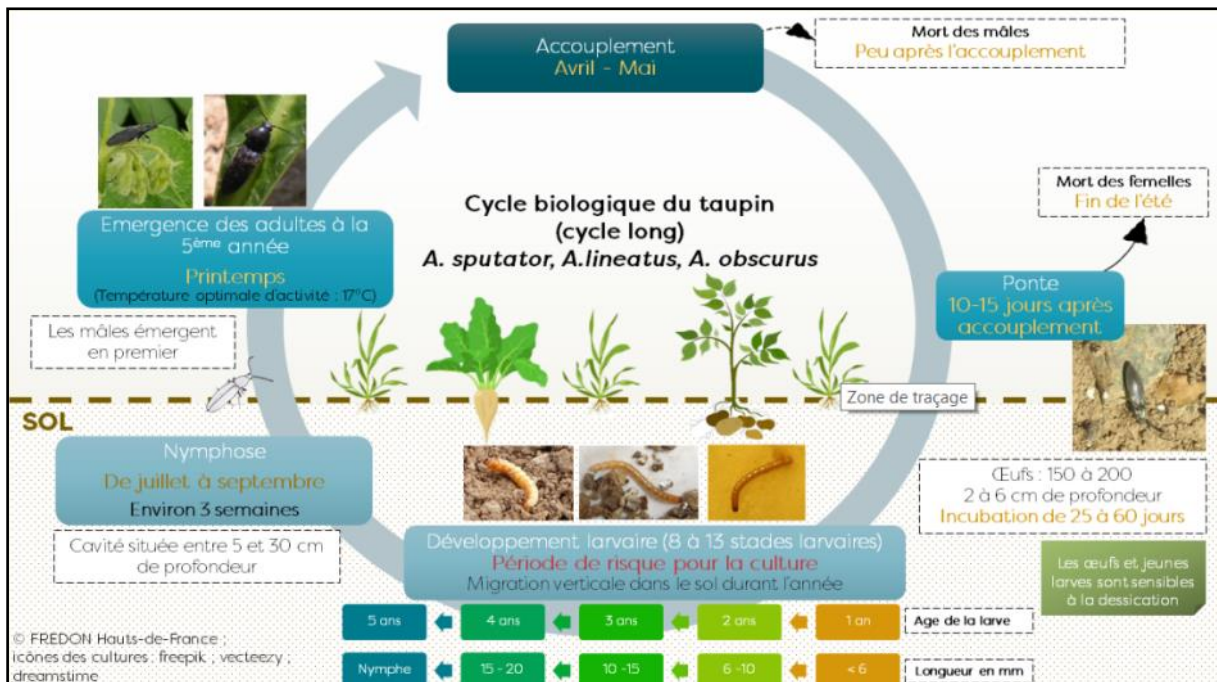 Accouplement
Avril - Mai
Mort des mâles
Peu après l'accouplement
Mort des femelles
Fin de l'été
Cycle biologique du taupin
(cycle long)
A. sputator, A.lineatus, A. obscurus
Emergence des adultes à la
5ème année
Printemps
(Température optimale d'activité : 17°C)
Les mâles émergent
en premier
Ponte
10-15 jours après
accouplement
Zone de traçage
SOL
Nymphose
De juillet à septembre
Environ 3 semaines
Cavité située entre 5 et 30 cm
de profondeur
Œufs : 150 à 200
2 à 6 cm de profondeur
Incubation de 25 à 60 jours
Développement larvaire (8 à 13 stades larvaires)
Période de risque pour la culture
Migration verticale dans le sol durant l'année
Les œufs et jeunes
larves sont sensibles
à la dessication
5 ans 4 ans 3 ans 2 ans 1 an Age de la larve
Nymphe 15 - 20 10 -15 6 -10 < 6 Longueur en mm
© FREDON Hauts-de-France ;
icônes des cultures : freepik ; vecteezy ;
dreamstime